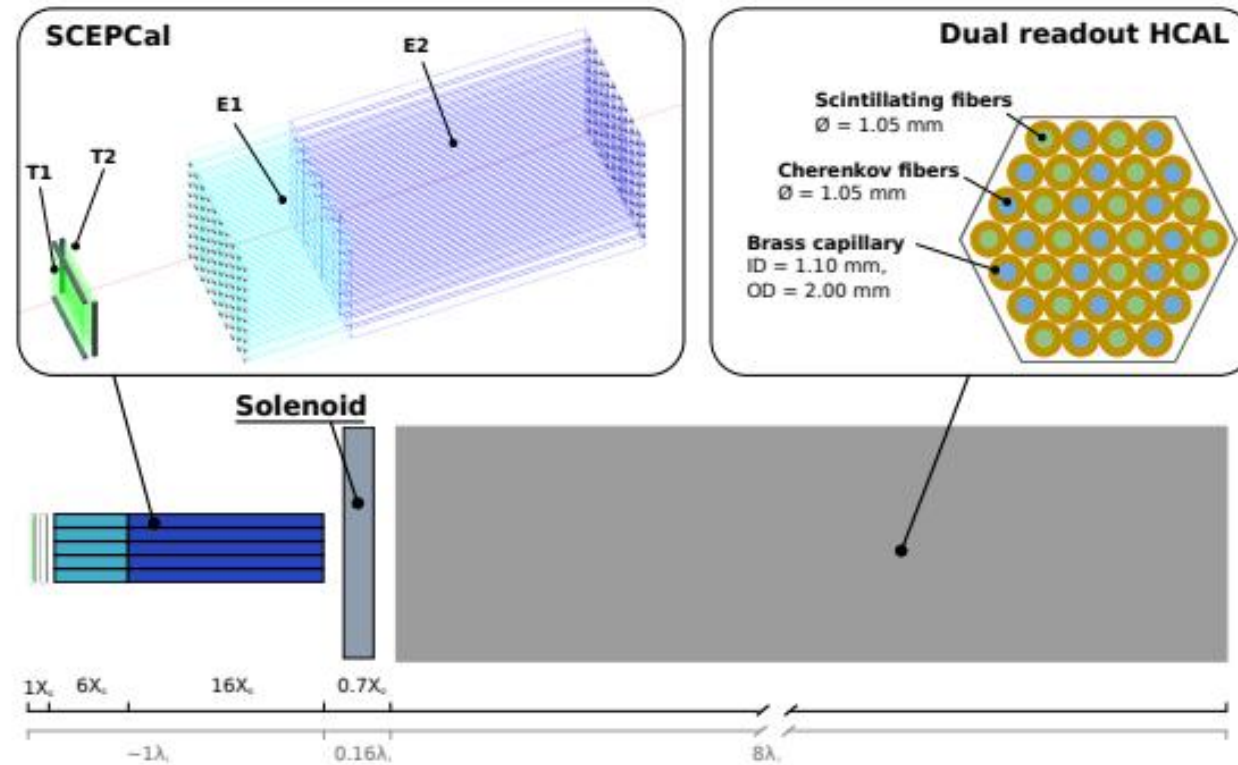 SCEPCal
E2
E1
T2
T1
Dual readout HCAL
Scintillating fibers
Ø = 1.05 mm
Cherenkov fibers
Ø = 1.05 mm
Brass capillary
ID = 1.10 mm,
OD = 2.00 mm
Solenoid
1X₀ 6X₀ 16X₀ 0.7X₀
~1λᵢ 0.16λᵢ 8λᵢ